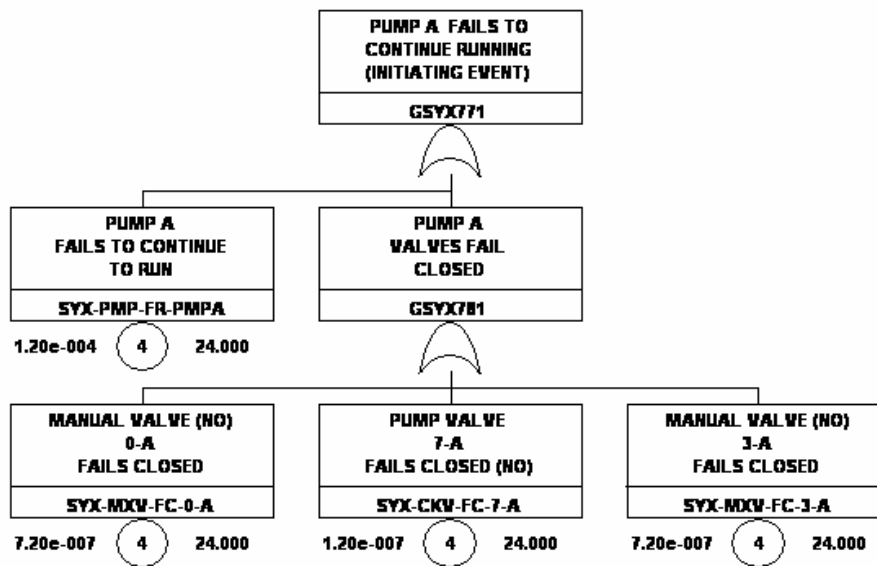 PUMP A FAILS TO
CONTINUE RUNNING
(INITIATING EVENT)
GSYX771
PUMP A
FAILS TO CONTINUE
TO RUN
SYX-PMP-FR-PMPA
1.20e-004 4 24.000
PUMP A
VALVES FAIL
CLOSED
GSYX781
MANUAL VALVE (NO)
0-A
FAILS CLOSED
SYX-MXV-FC-0-A
7.20e-007 4 24.000
PUMP VALVE
7-A
FAILS CLOSED (NO)
SYX-CKV-FC-7-A
1.20e-007 4 24.000
MANUAL VALVE (NO)
3-A
FAILS CLOSED
SYX-MXV-FC-3-A
7.20e-007 4 24.000